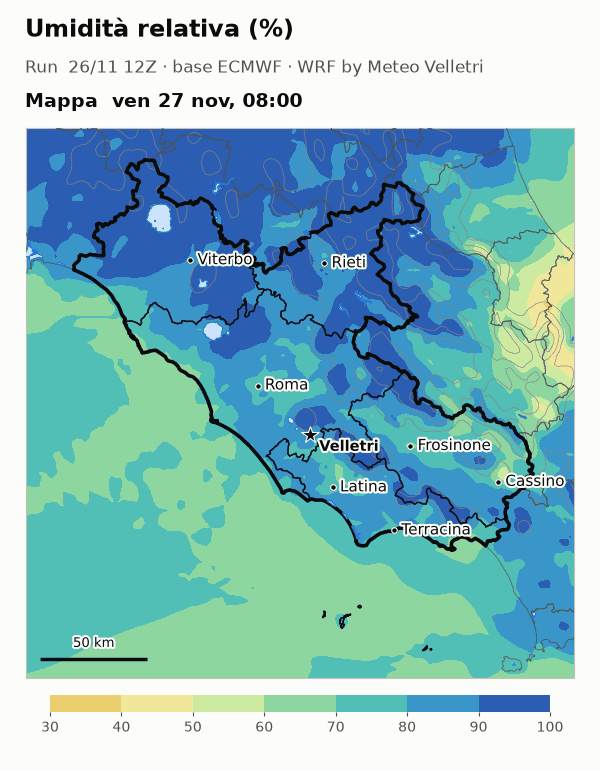 Umidità relativa (%)
Run  26/11 12Z · base ECMWF · WRF by Meteo Velletri
Mappa  ven 27 nov, 08:00
Viterbo
Rieti
Roma
Velletri
Frosinone
Cassino
Latina
Terracina
50 km
30 40 50 60 70 80 90 100